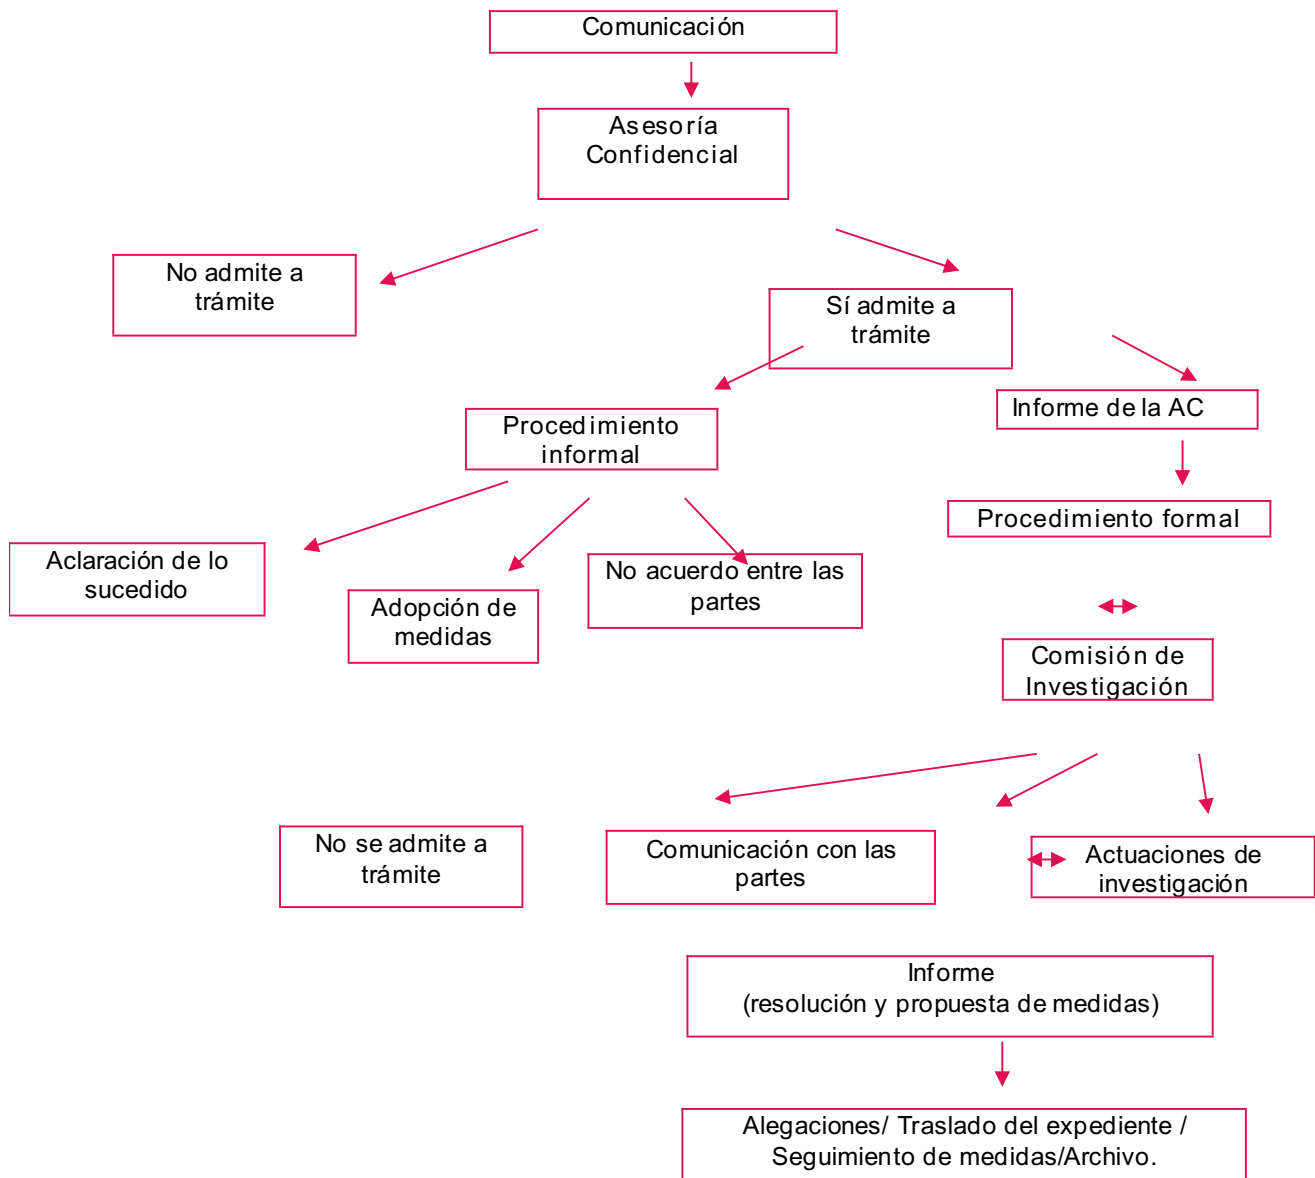 Comunicación
Asesoría
Confidencial
No admite a
trámite
Sí admite a
trámite
Informe de la AC
Procedimiento
informal
Procedimiento formal
Aclaración de lo
sucedido
Adopción de
medidas
No acuerdo entre las
partes
Comisión de
Investigación
No se admite a
trámite
Comunicación con las
partes
Actuaciones de
investigación
Informe
(resolución y propuesta de medidas)
Alegaciones/ Traslado del expediente /
Seguimiento de medidas/Archivo.